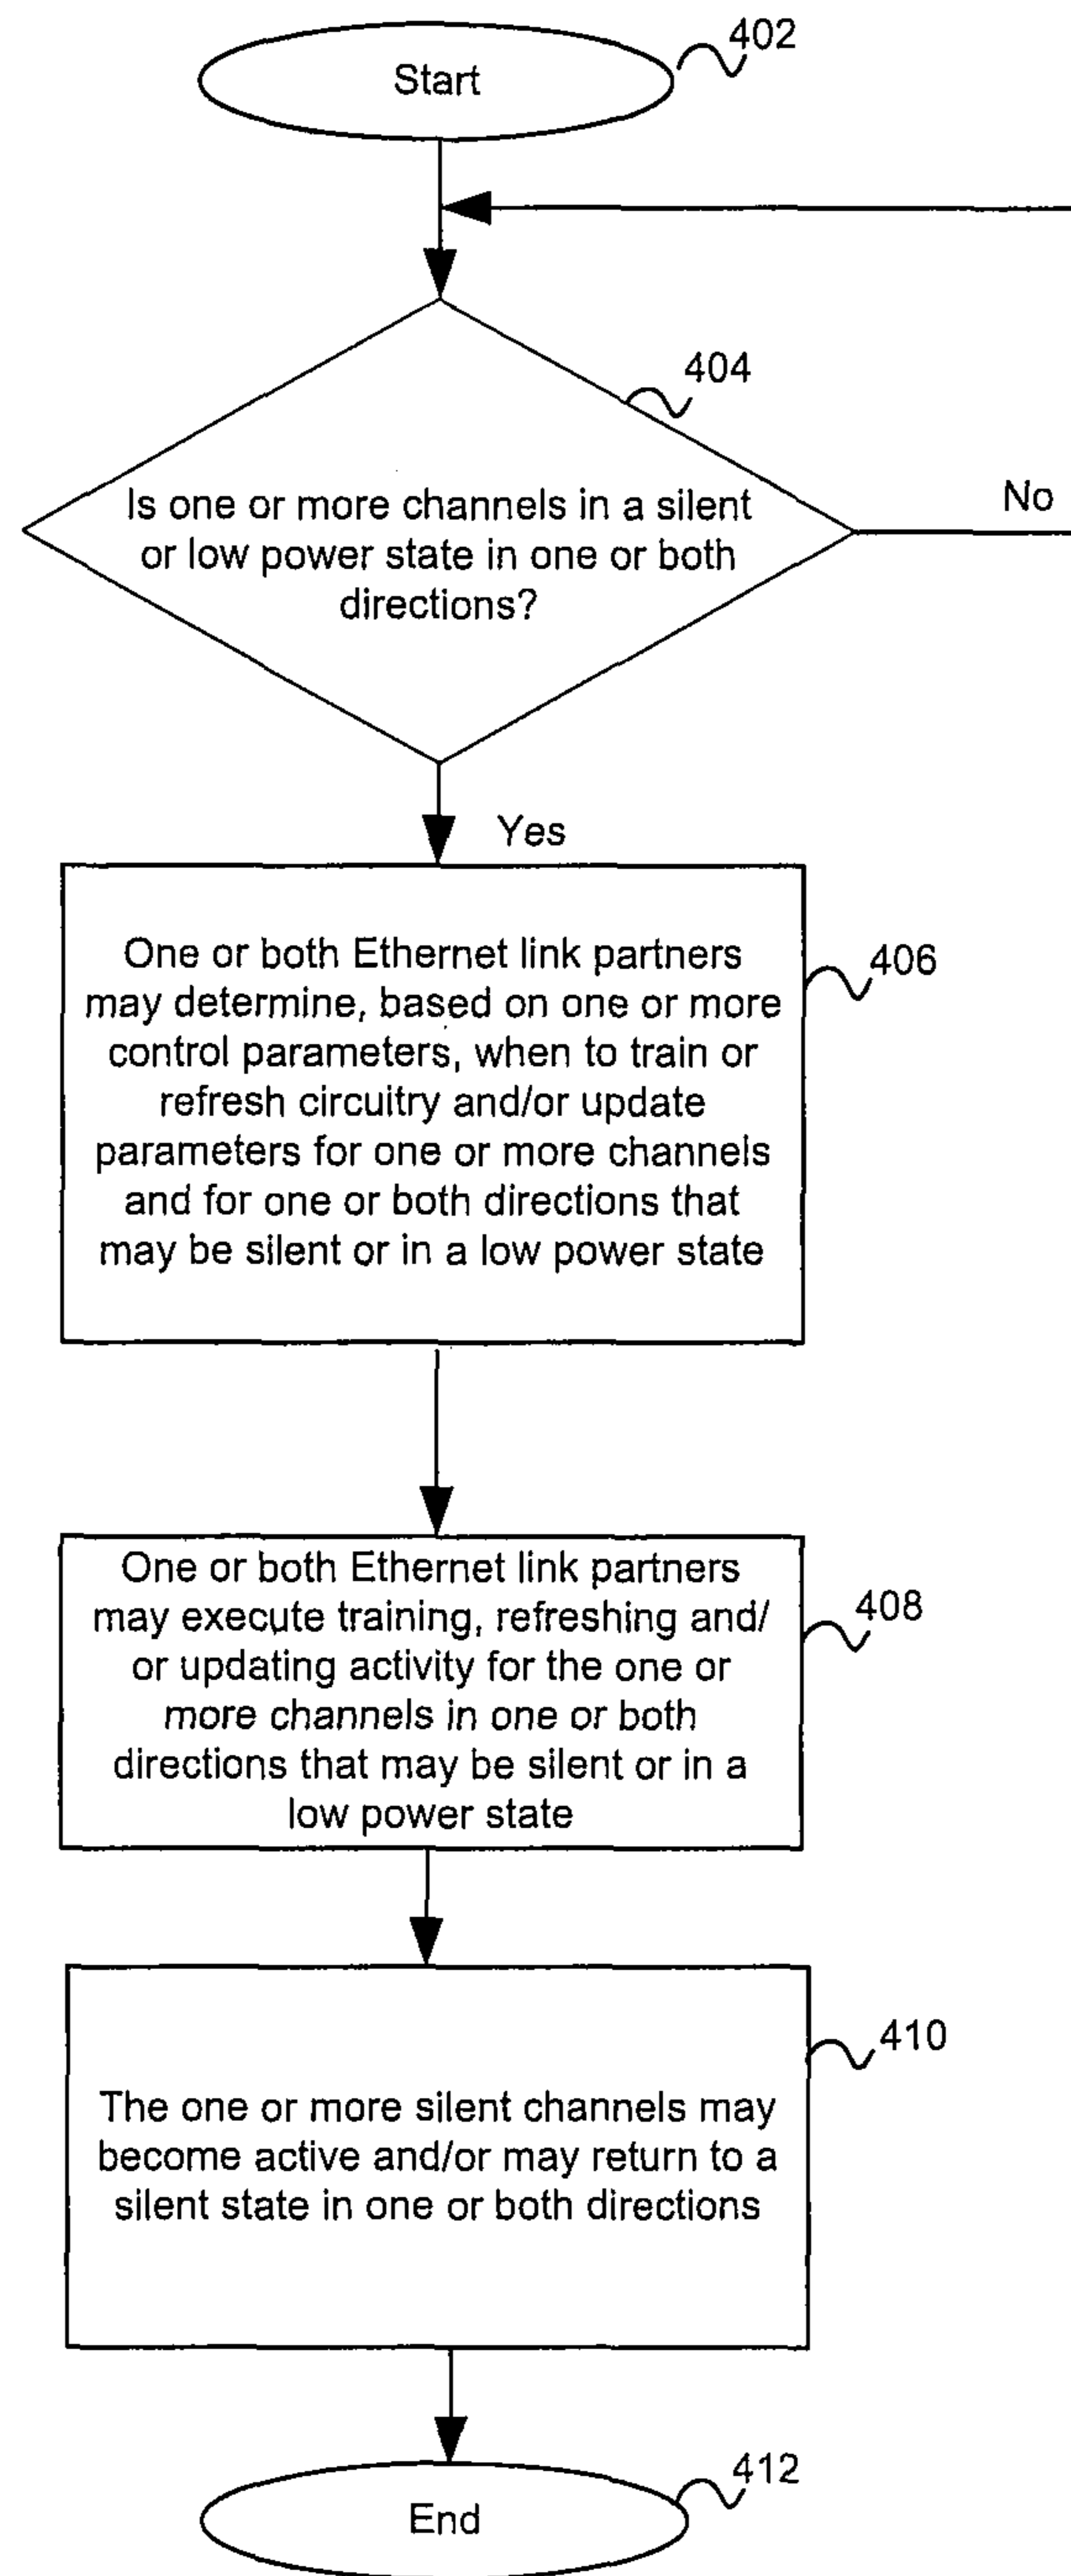 402
Start
404
Is one or more channels in a silent
or low power state in one or both
directions?
No
Yes
One or both Ethernet link partners
may determine, based on one or more
control parameters, when to train or
refresh circuitry and/or update
parameters for one or more channels
and for one or both directions that
may be silent or in a low power state
406
One or both Ethernet link partners
may execute training, refreshing and/
or updating activity for the one or
more channels in one or both
directions that may be silent or in a
low power state
408
410
The one or more silent channels may
become active and/or may return to a
silent state in one or both directions
412
End